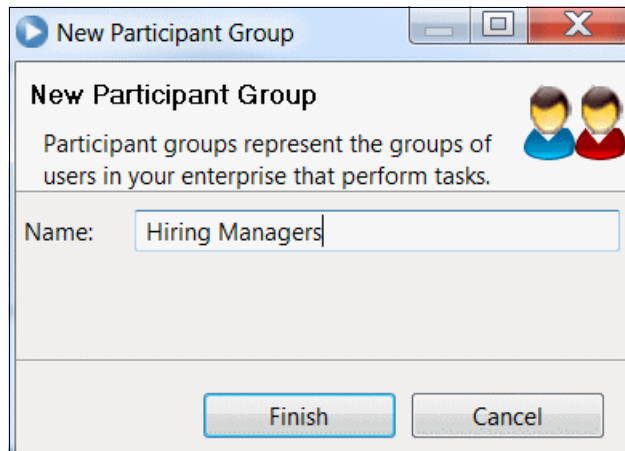 New Participant Group
New Participant Group
Participant groups represent the groups of
users in your enterprise that perform tasks.
Name: Hiring Managers
Finish Cancel